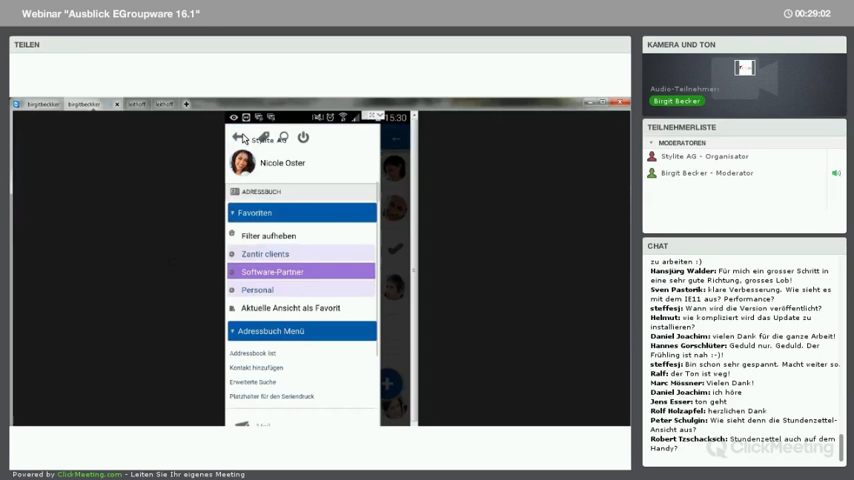 Webinar "Ausblick EGroupware 16.1"
00:29:02
TEILEN
birgitbeckker
birgitbeckker
15:30
Stylite AG
Nicole Oster
ADRESSBUCH
Favoriten
Filter aufheben
Zantir clients
Software-Partner
Personal
Aktuelle Ansicht als Favorit
Adressbuch Menü
Addressbook list
Kontakt hinzufügen
Erweiterte Suche
Platzhalter für den Seriendruck
Mail
KAMERA UND TON
Audio-Teilnehmer:
Birgit Becker
TEILNEHMERLISTE
MODERATOREN
Stylite AG - Organisator
Birgit Becker - Moderator
CHAT
zu arbeiten :)
Hansjürg Walder: Für mich ein grosser Schritt in
eine sehr gute Richtung, grosses Lob!
Sven Pastorik: klare Verbesserung. Wie sieht es
mit dem IE11 aus? Performance?
steffesj: Wann wird die Version veröffentlicht?
Helmut: wie kompliziert wird das Update zu
installieren?
Daniel Joachim: vielen Dank für die ganze Arbeit!
Hannes Gorschlüter: Geduld nur. Geduld. Der
Frühling ist nah :-)!
steffesj: Bin schon sehr gespannt. Macht weiter so.
Ralf: der Ton ist weg!
Marc Mössner: Vielen Dank!
Daniel Joachim: ich höre
Jens Esser: ton geht
Rolf Holzapfel: herzlichen Dank
Peter Schulgin: Wie sieht denn die Stundenzettel-
Ansicht aus?
Robert Tzschacksch: Stundenzettel auch auf dem
Handy?
ClickMeeting
Powered by ClickMeeting.com - Leiten Sie Ihr eigenes Meeting